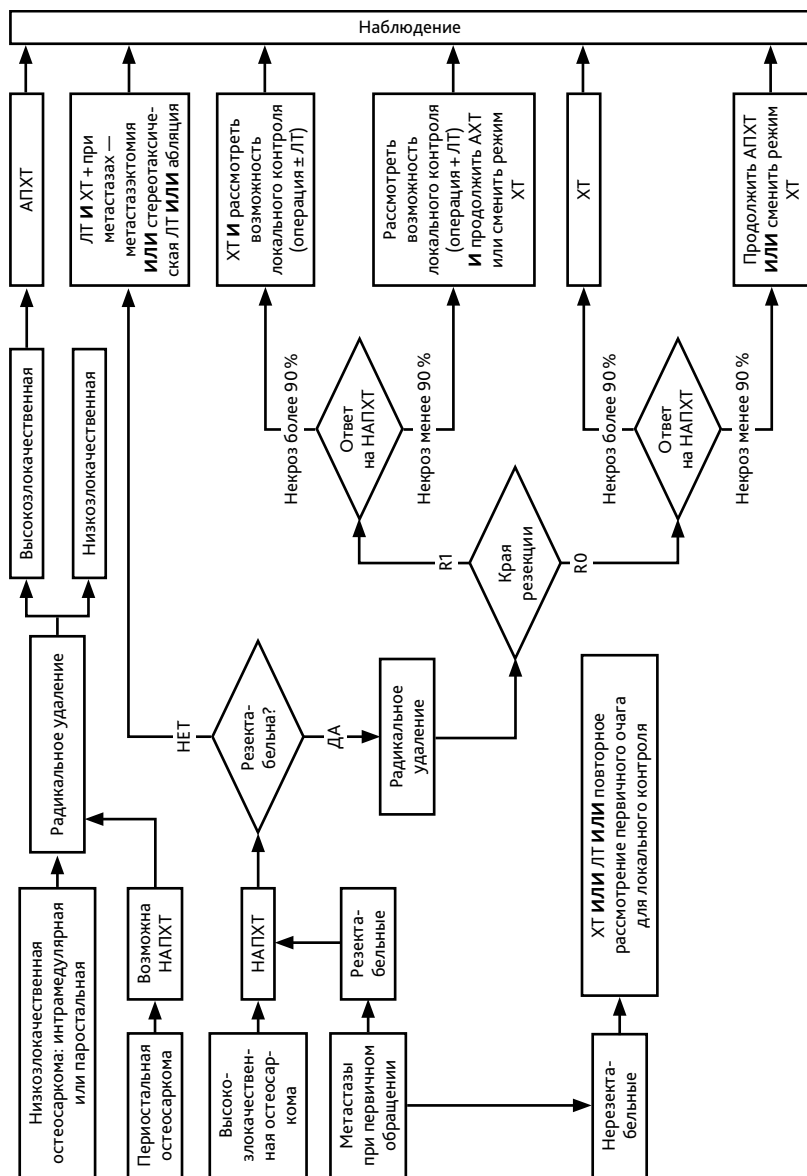 Низкозлокачественная
остеосаркома: интрамедулярная
или паростальная
Периостальная
остеосаркома
Высоко-
злокачествен-
ная остеосар-
кома
Метастазы
при первичном
обращении
Нерезекта-
бельные
Возможна
НАПХТ
НАПХТ
Резекта-
бельные
Радикальное удаление
Резекта-
бельна?
НЕТ
ДА
Радикальное
удаление
ХТ ИЛИ ЛТ ИЛИ повторное
рассмотрение первичного очага
для локального контроля
Высокозлокачественная
Низкозлокачественная
Края
резекции
R1
R0
Ответ
на НАПХТ
Некроз более 90 %
Некроз менее 90 %
Ответ
на НАПХТ
Некроз более 90 %
Некроз менее 90 %
АПХТ
ЛТ И ХТ + при
метастазах —
метастазэктомия
ИЛИ стереотаксиче-
ская ЛТ ИЛИ абляция
ХТ И рассмотреть
возможность
локального контроля
(операция ± ЛТ)
Рассмотреть
возможность
локального контроля
(операция + ЛТ)
И продолжить АХТ
или сменить режим
ХТ
ХТ
Продолжить АПХТ
ИЛИ сменить режим
ХТ
Наблюдение